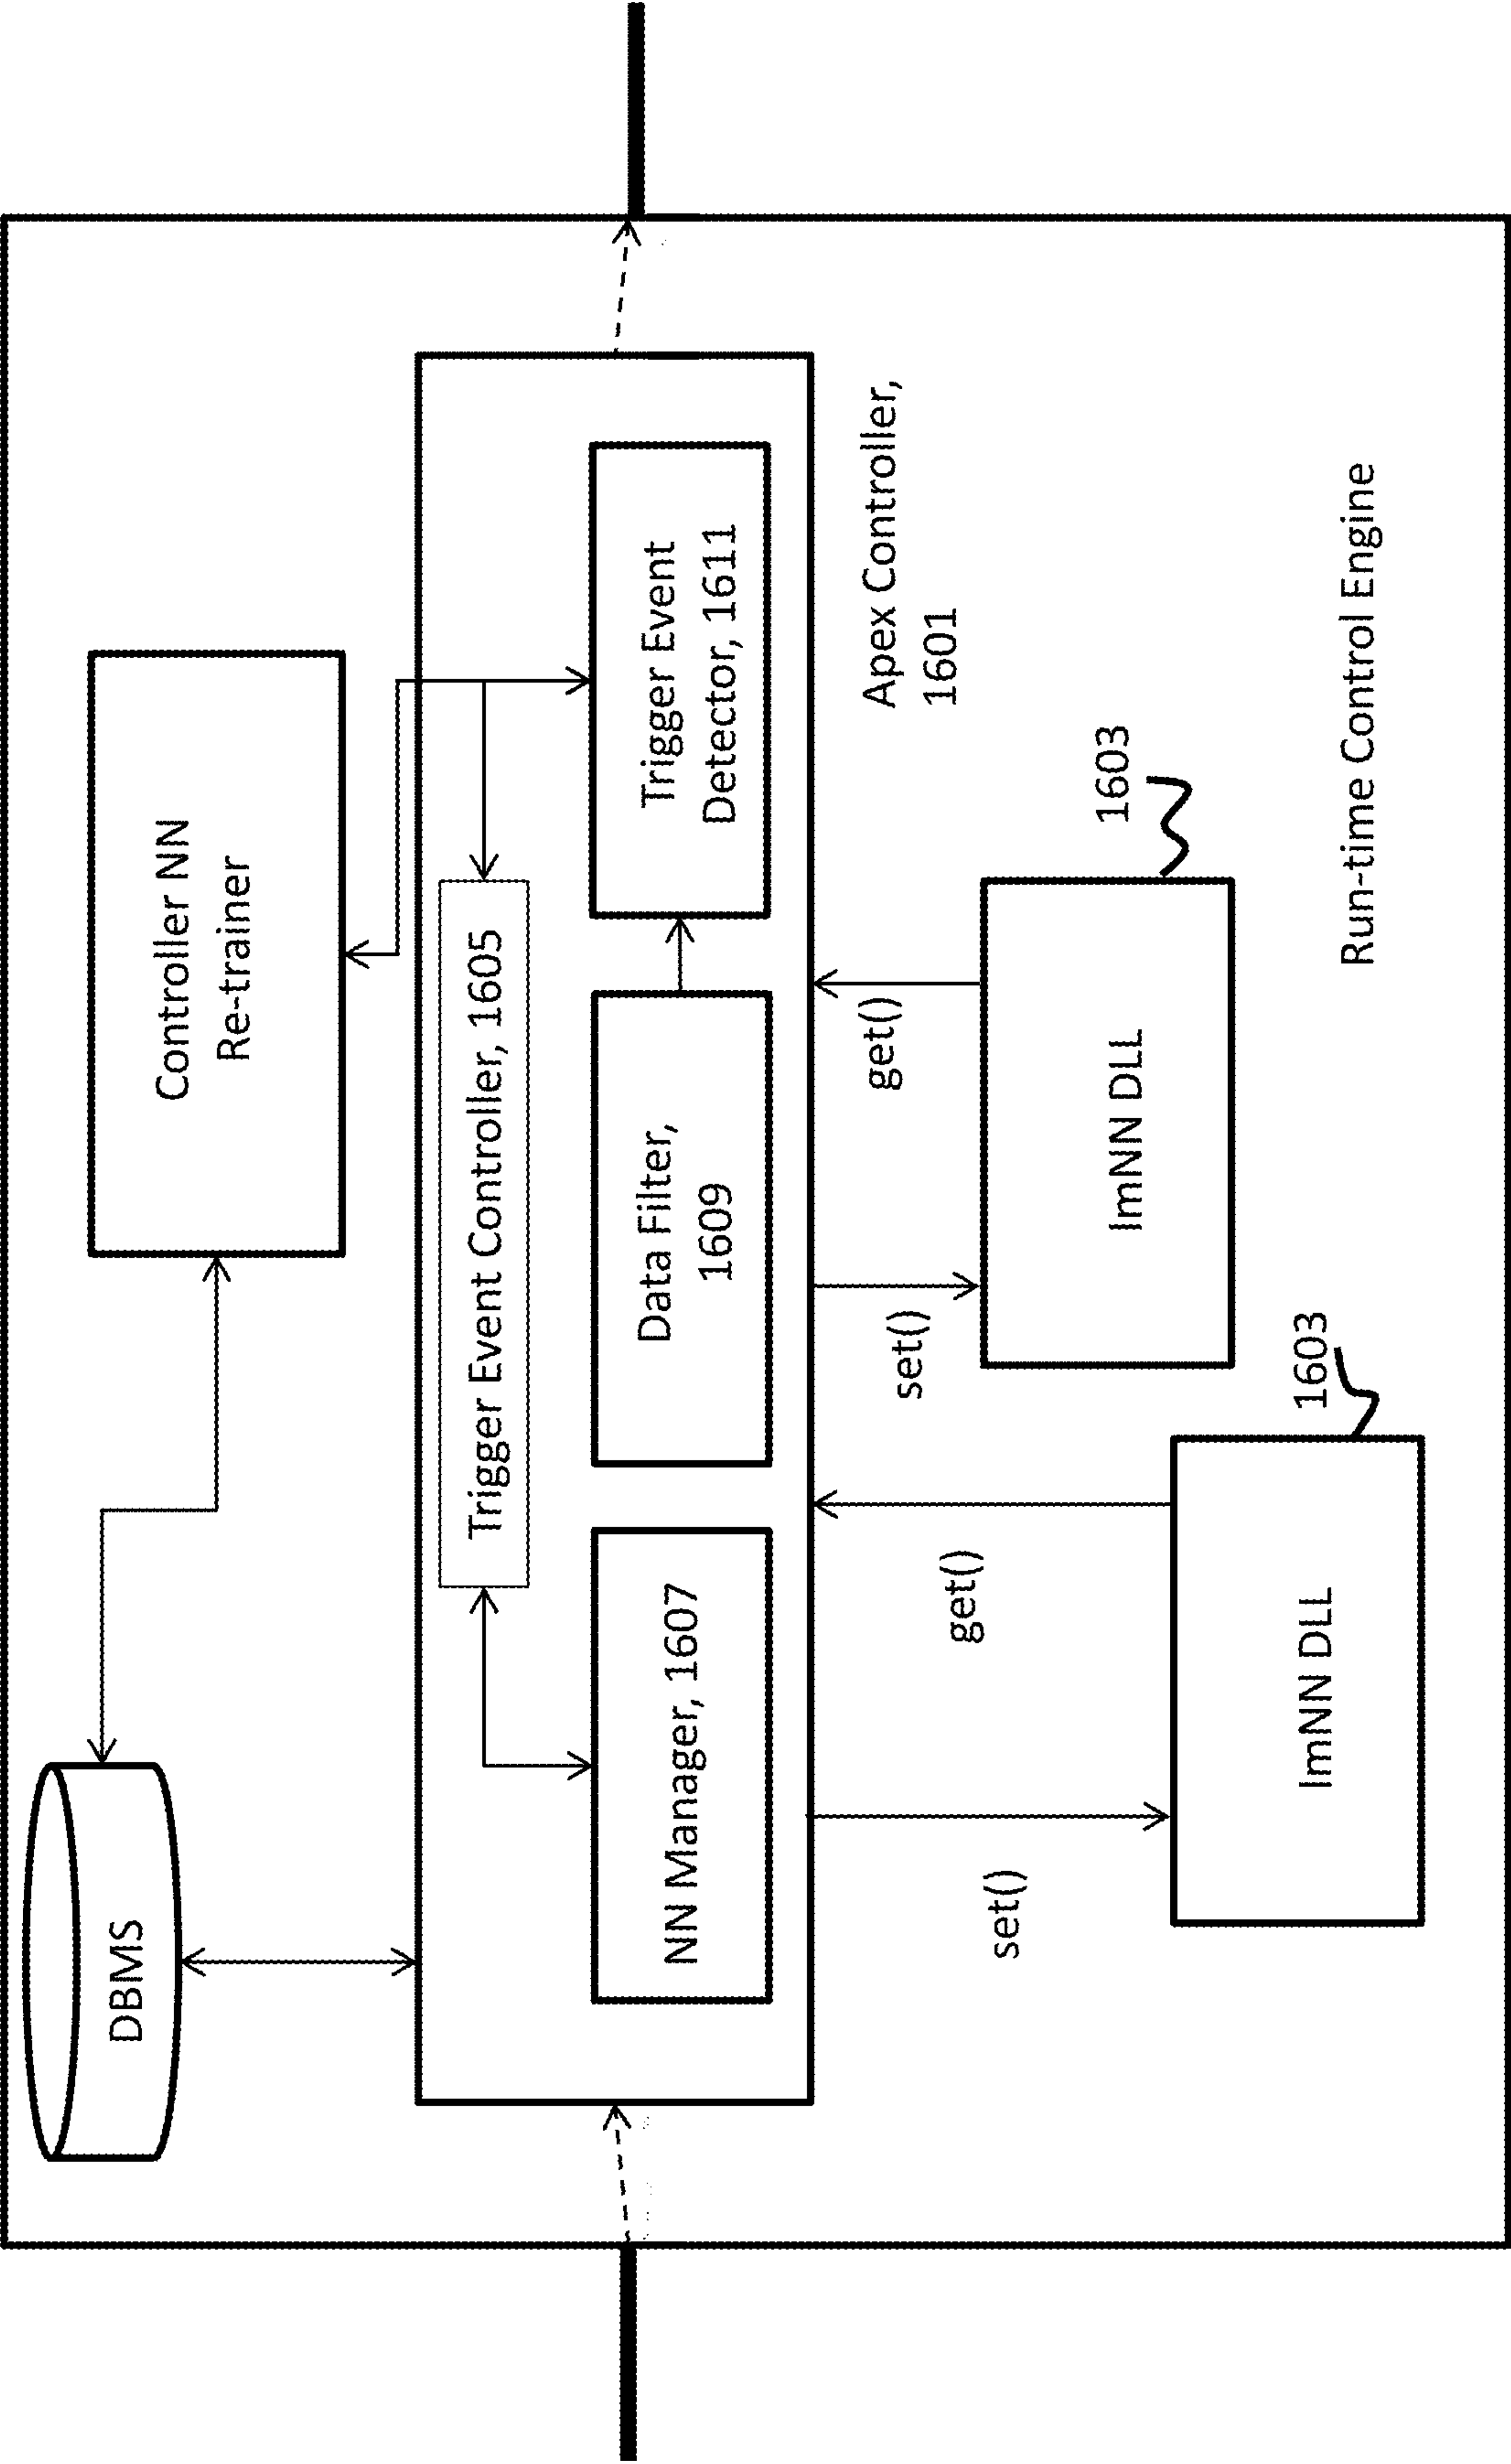 DBMS
Controller NN
Re-trainer
Trigger Event Controller, 1605
NN Manager, 1607
Data Filter,
1609
Trigger Event
Detector, 1611
Apex Controller,
1601
set()
get()
set()
get()
1603
ImNN DLL
1603
ImNN DLL
Run-time Control Engine